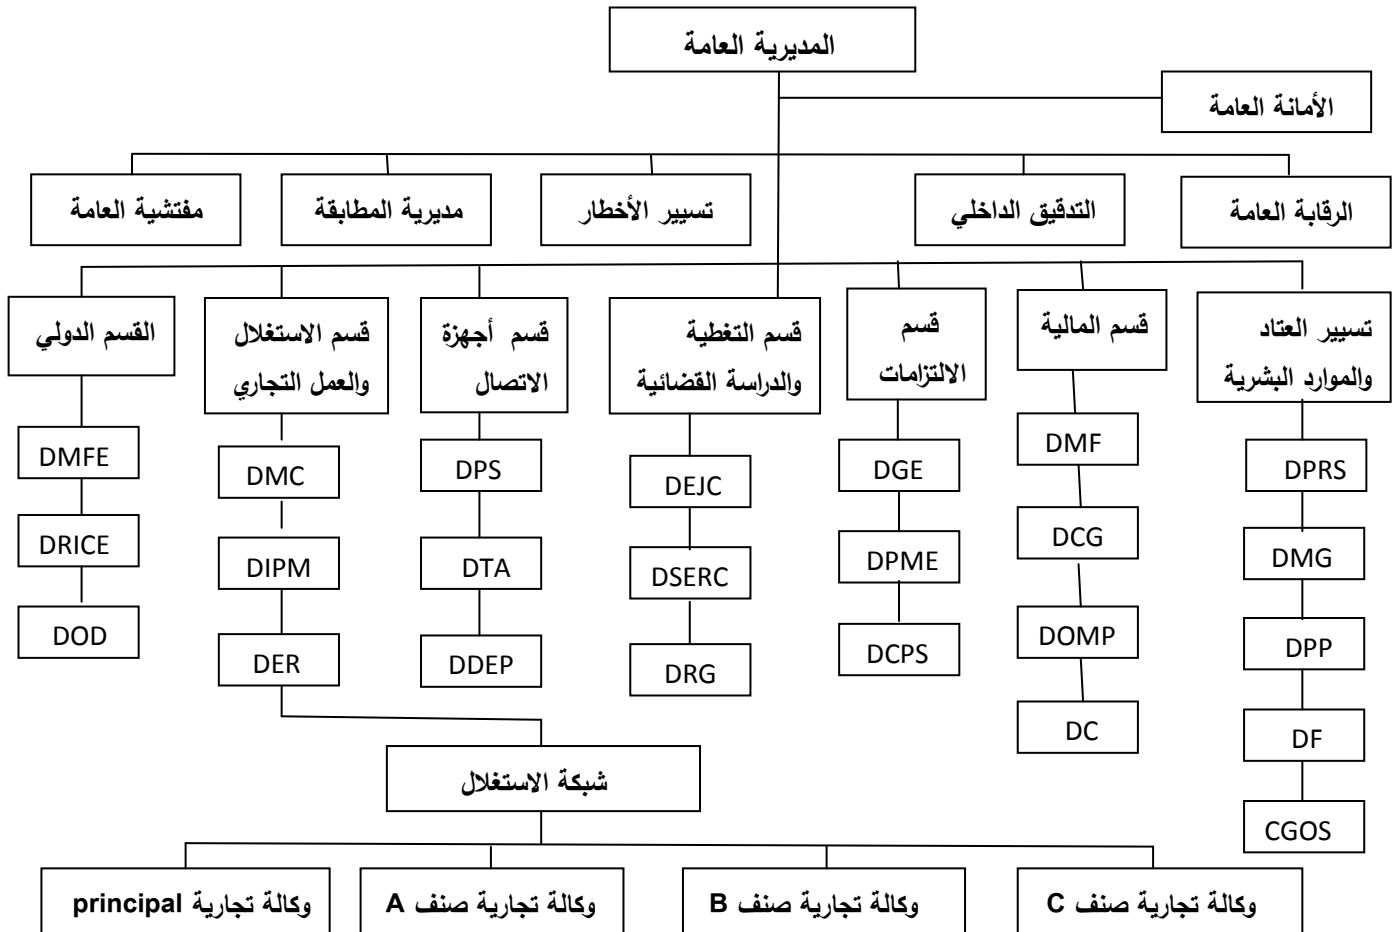 المديرية العامة
الأمانة العامة
الرقابة العامة
التدقيق الداخلي
تسيير الأخطار
مديرية المطابقة
مفتشية العامة
تسيير العتاد
والموارد البشرية
قسم المالية
قسم
الالتزامات
قسم التغطية
والدراسة القضائية
قسم أجهزة
الاتصال
قسم الاستغلال
والعمل التجاري
القسم الدولي
DPRS
DMG
DPP
DF
CGOS
DMF
DCG
DOMP
DC
DGE
DPME
DCPS
DEJC
DSERC
DRG
DPS
DTA
DDEP
DMC
DIPM
DER
DMFE
DRICE
DOD
شبكة الاستغلال
وكالة تجارية صنف C
وكالة تجارية صنف B
وكالة تجارية صنف A
وكالة تجارية principal